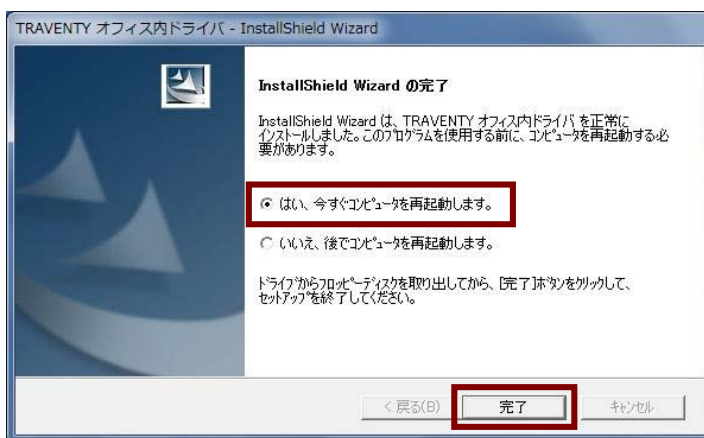 TRAVENTY オフィス内ドライバ - InstallShield Wizard
InstallShield Wizard の完了
InstallShield Wizard は、TRAVENTY オフィス内ドライバ を正常に
インストールしました。このプログラムを使用する前に、コンピュータを再起動する必
要があります。
はい、今すぐコンピュータを再起動します。
いいえ、後でコンピュータを再起動します。
ドライブからフロッピーディスクを取り出してから、[完了]ボタンをクリックして、
セットアップを終了してください。
< 戻る(B)
完了
キャンセル